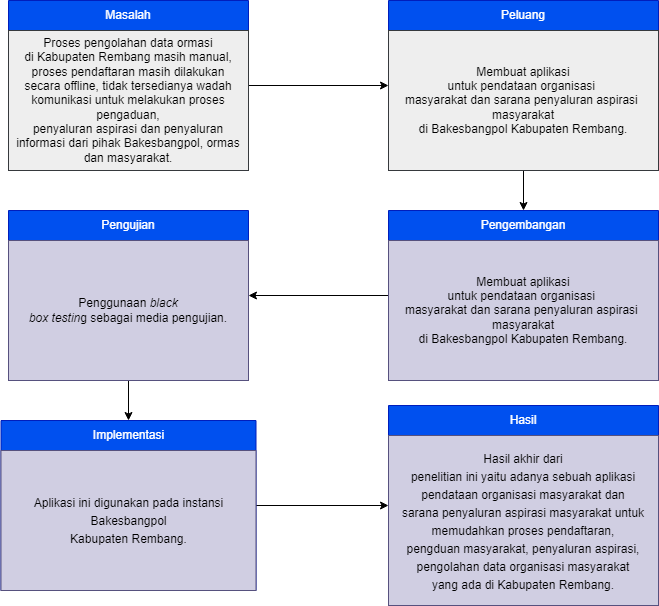 Masalah
Proses pengolahan data ormasi
di Kabupaten Rembang masih manual,
proses pendaftaran masih dilakukan
secara offline, tidak tersedianya wadah
komunikasi untuk melakukan proses
pengaduan,
penyaluran aspirasi dan penyaluran
informasi dari pihak Bakesbangpol, ormas
dan masyarakat.
Peluang
Membuat aplikasi
untuk pendataan organisasi
masyarakat dan sarana penyaluran aspirasi
masyarakat
di Bakesbangpol Kabupaten Rembang.
Pengujian
Penggunaan black
box testing sebagai media pengujian.
Pengembangan
Membuat aplikasi
untuk pendataan organisasi
masyarakat dan sarana penyaluran aspirasi
masyarakat
di Bakesbangpol Kabupaten Rembang.
Implementasi
Aplikasi ini digunakan pada instansi
Bakesbangpol
Kabupaten Rembang.
Hasil
Hasil akhir dari
penelitian ini yaitu adanya sebuah aplikasi
pendataan organisasi masyarakat dan
sarana penyaluran aspirasi masyarakat untuk
memudahkan proses pendaftaran,
pengduan masyarakat, penyaluran aspirasi,
pengolahan data organisasi masyarakat
yang ada di Kabupaten Rembang.